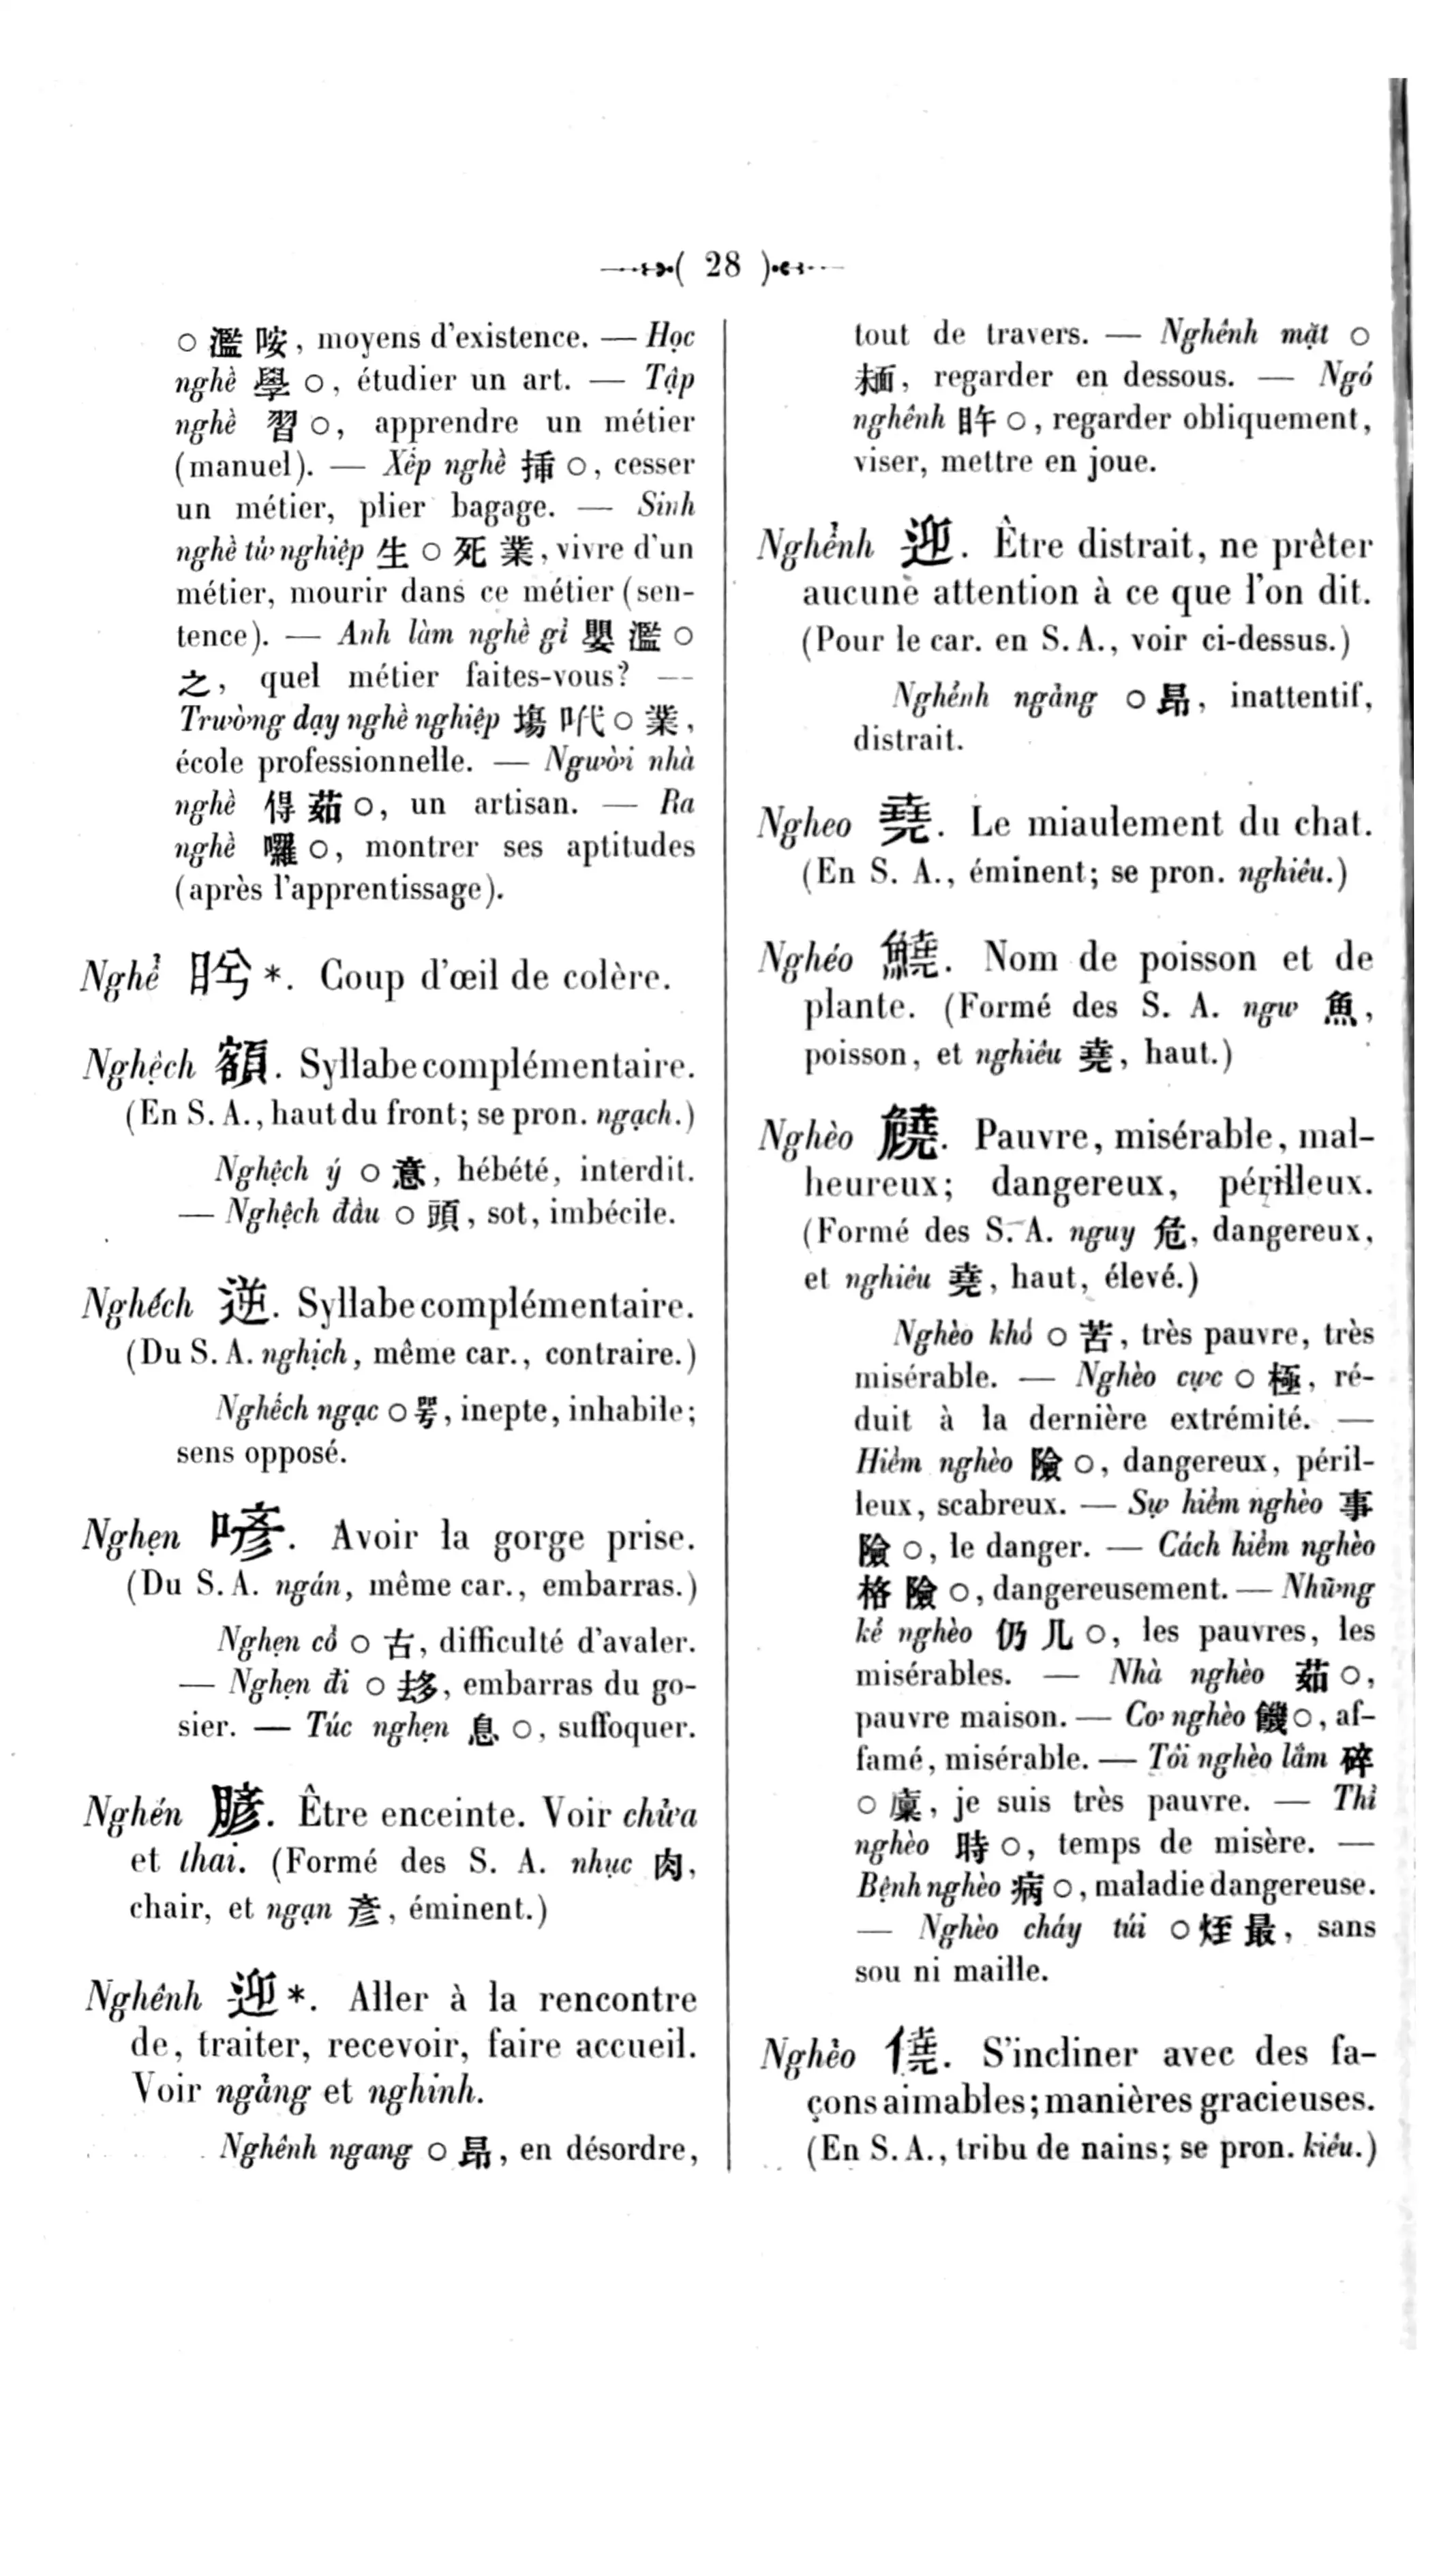 ( 28 )
○ 濫 咹, moyens d'existence. — Học
nghề 學 ○, étudier un art. — Tập
nghề 習 ○, apprendre un métier
(manuel). — Xếp nghề 插 ○, cesser
un métier, plier bagage. — Sinh
nghề tử nghiệp 生 ○ 死 業, vivre d'un
métier, mourir dans ce métier (sen-
tence). — Anh làm nghề gì 嬰 濫 ○
之, quel métier faites-vous? —
Trường dạy nghề nghiệp 塲 𠰺 ○ 業,
école professionnelle. — Người nhà
nghề 㝵 茹 ○, un artisan. — Ra
nghề 囉 ○, montrer ses aptitudes
(après l'apprentissage).
Nghể 盻 *. Coup d'œil de colère.
Nghệch 額. Syllabe complémentaire.
(En S. A., haut du front; se pron. ngạch.)
Nghệch ý ○ 意, hébété, interdit.
— Nghệch đầu ○ 頭, sot, imbécile.
Nghếch 逆. Syllabe complémentaire.
(Du S. A. nghịch, même car., contraire.)
Nghếch ngạc ○ 咢, inepte, inhabile;
sens opposé.
Nghẹn 喭. Avoir la gorge prise.
(Du S. A. ngán, même car., embarras.)
Nghẹn cổ ○ 古, difficulté d'avaler.
— Nghẹn đi ○ 𠫾, embarras du go-
sier. — Túc nghẹn 息 ○, suffoquer.
Nghén 𦛢. Être enceinte. Voir chửa
et thai. (Formé des S. A. nhục 肉,
chair, et ngạn 彥, éminent.)
Nghênh 迎 *. Aller à la rencontre
de, traiter, recevoir, faire accueil.
Voir ngảng et nghinh.
Nghênh ngang ○ 昂, en désordre,
tout de travers. — Nghênh mặt ○
𩈘, regarder en dessous. — Ngó
nghênh 𥄭 ○, regarder obliquement,
viser, mettre en joue.
Nghểnh 迎. Être distrait, ne prêter
aucune attention à ce que l'on dit.
(Pour le car. en S. A., voir ci-dessus.)
Nghểnh ngảng ○ 昂, inattentif,
distrait.
Ngheo 堯. Le miaulement du chat.
(En S. A., éminent; se pron. nghiêu.)
Nghéo 鱙. Nom de poisson et de
plante. (Formé des S. A. ngư 魚,
poisson, et nghiêu 堯, haut.)
Nghèo 𠨪. Pauvre, misérable, mal-
heureux; dangereux, périlleux.
(Formé des S. A. nguy 危, dangereux,
et nghiêu 堯, haut, élevé.)
Nghèo khó ○ 苦, très pauvre, très
misérable. — Nghèo cực ○ 極, ré-
duit à la dernière extrémité. —
Hiểm nghèo 險 ○, dangereux, péril-
leux, scabreux. — Sự hiểm nghèo 事
險 ○, le danger. — Cách hiểm nghèo
格 險 ○, dangereusement. — Những
kẻ nghèo 仍 几 ○, les pauvres, les
misérables. — Nhà nghèo 茹 ○,
pauvre maison. — Cơ nghèo 饑 ○, af-
famé, misérable. — Tôi nghèo lắm 碎
○ 廩, je suis très pauvre. — Thì
nghèo 時 ○, temps de misère. —
Bệnh nghèo 病 ○, maladie dangereuse.
— Nghèo cháy túi ○ 烶 最, sans
sou ni maille.
Nghẻo 僥. S'incliner avec des fa-
çons aimables; manières gracieuses.
(En S. A., tribu de nains; se pron. kiêu.)